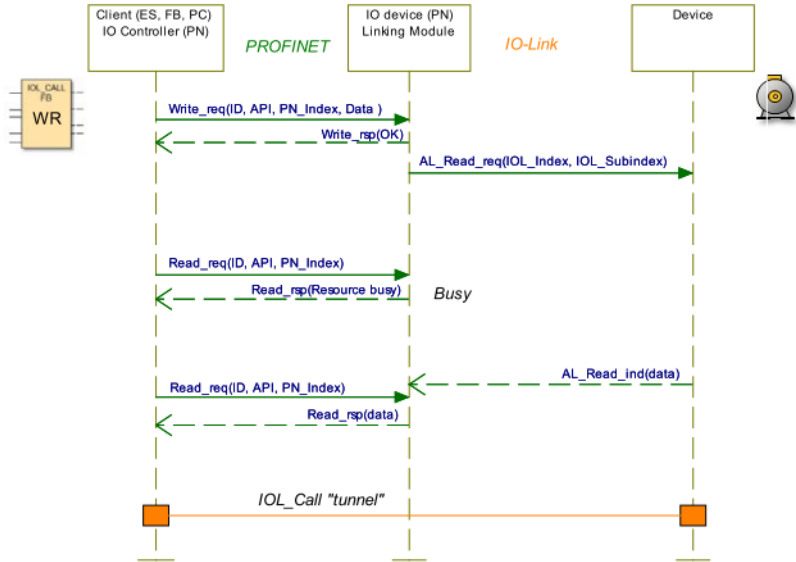 Client (ES, FB, PC)
IO Controller (PN)
PROFINET
IO device (PN)
Linking Module
IO-Link
Device
IOL_CALL
FB
WR
Write_req(ID, API, PN_Index, Data )
Write_rsp(OK)
AL_Read_req(IOL_Index, IOL_Subindex)
Read_req(ID, API, PN_Index)
Read_rsp(Resource busy)
Busy
AL_Read_ind(data)
Read_req(ID, API, PN_Index)
Read_rsp(data)
IOL_Call "tunnel"